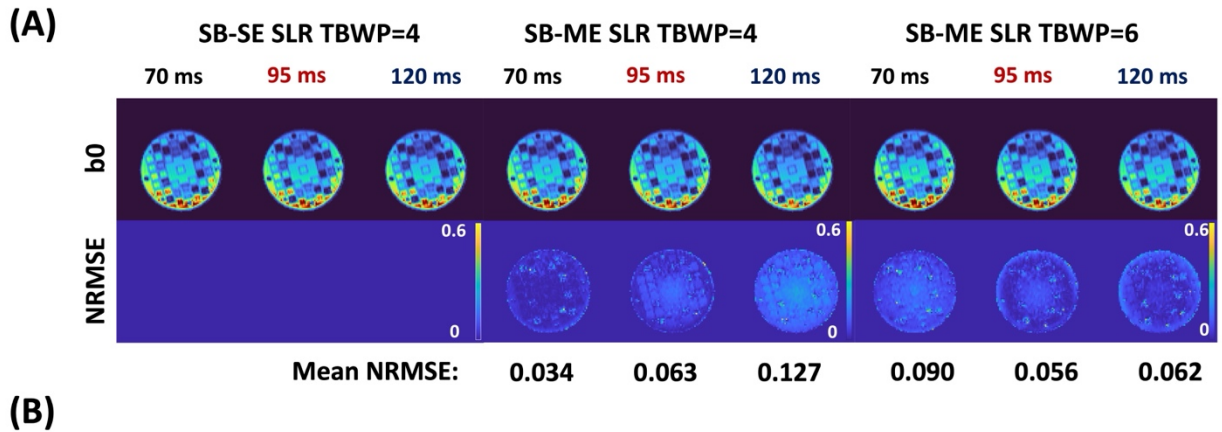 (A)
SB-SE SLR TBWP=4 SB-ME SLR TBWP=4 SB-ME SLR TBWP=6
70 ms 95 ms 120 ms 70 ms 95 ms 120 ms 70 ms 95 ms 120 ms
b0
NRMSE
0.6 0.6 0.6
0 0 0
Mean NRMSE: 0.034 0.063 0.127 0.090 0.056 0.062
(B)